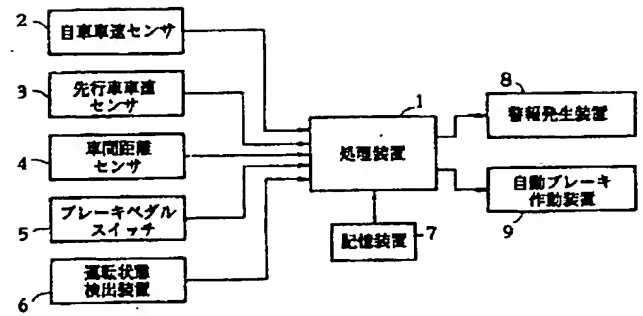 2
自車車速センサ
3
先行車車速
センサ
4
車間距離
センサ
5
ブレーキペダル
スイッチ
6
運転状態
検出装置
1
処理装置
記憶装置
7
8
警報発生装置
自動ブレーキ
作動装置
9